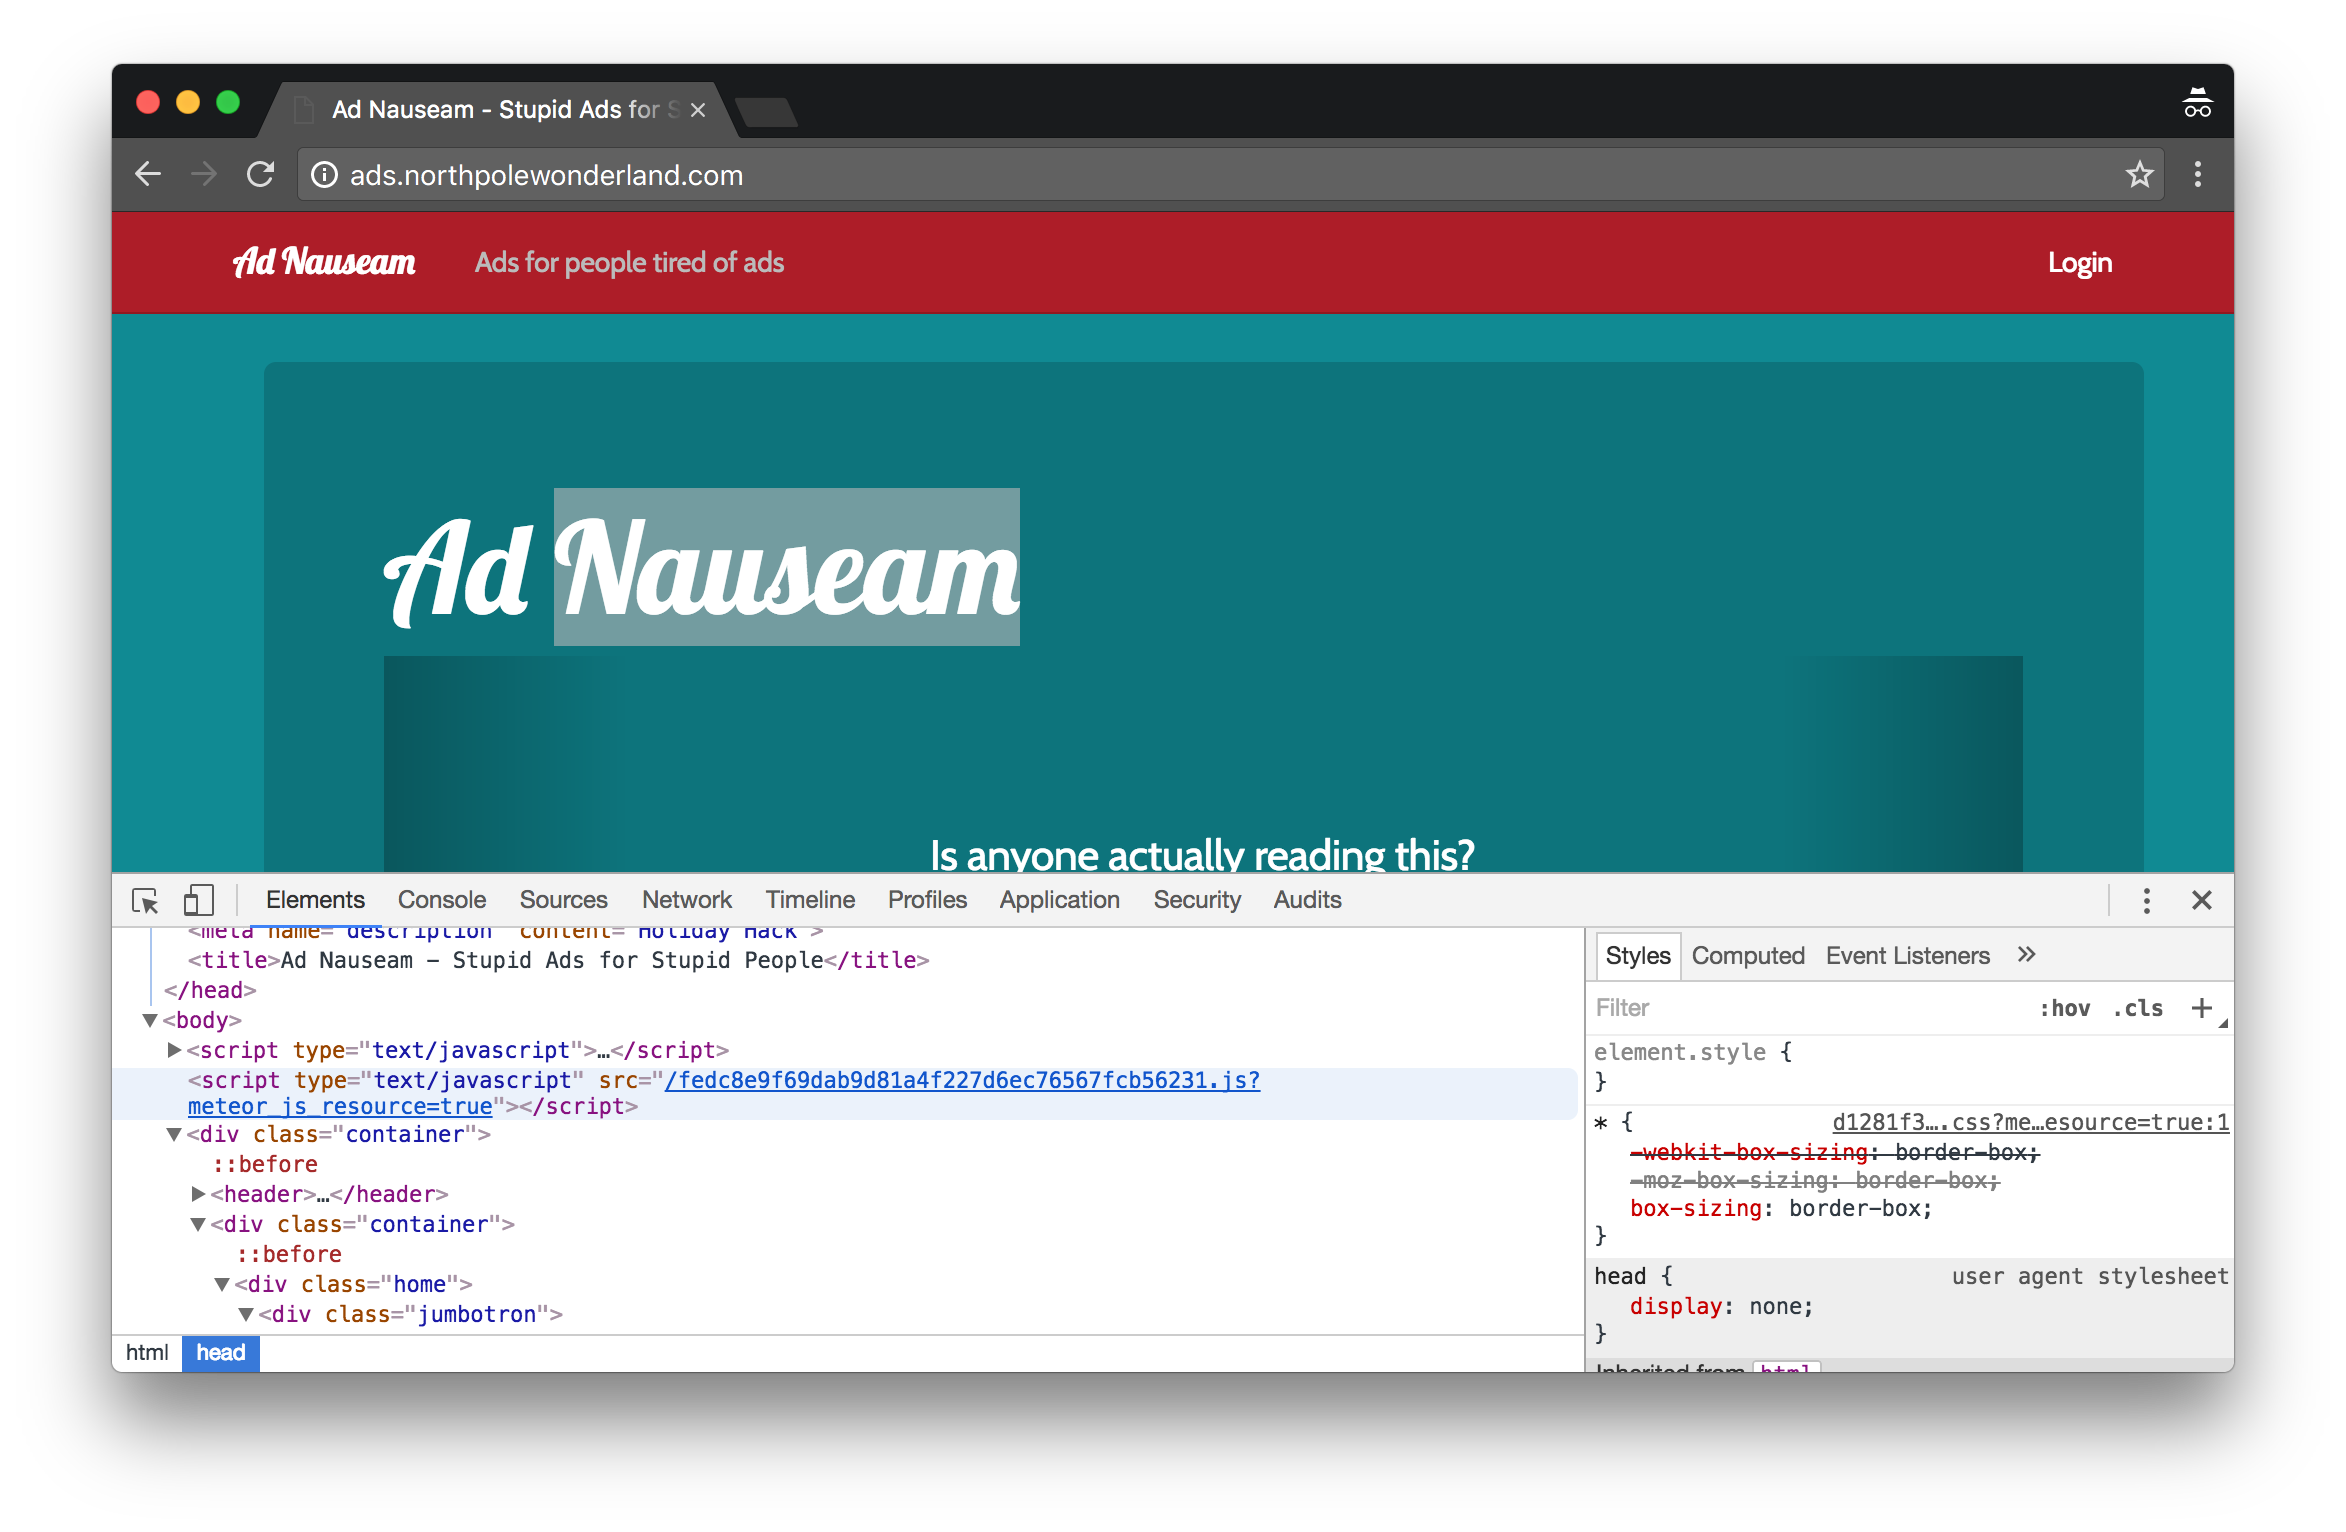 Ad Nauseam - Stupid Ads for S
ads.northpolewonderland.com
Ad Nauseam Ads for people tired of ads Login
Ad Nauseam
Is anyone actually reading this?
Elements Console Sources Network Timeline Profiles Application Security Audits
<meta name="description" content="Holiday Hack">
<title>Ad Nauseam - Stupid Ads for Stupid People</title>
</head>
<body>
<script type="text/javascript">…</script>
<script type="text/javascript" src="/fedc8e9f69dab9d81a4f227d6ec76567fcb56231.js?
meteor_js_resource=true"></script>
<div class="container">
::before
<header>…</header>
<div class="container">
::before
<div class="home">
<div class="jumbotron">
html head
Styles Computed Event Listeners »
Filter :hov .cls +
element.style {
}
* { d1281f3….css?me…esource=true:1
-webkit-box-sizing: border-box;
-moz-box-sizing: border-box;
box-sizing: border-box;
}
head { user agent stylesheet
display: none;
}
Inherited from html